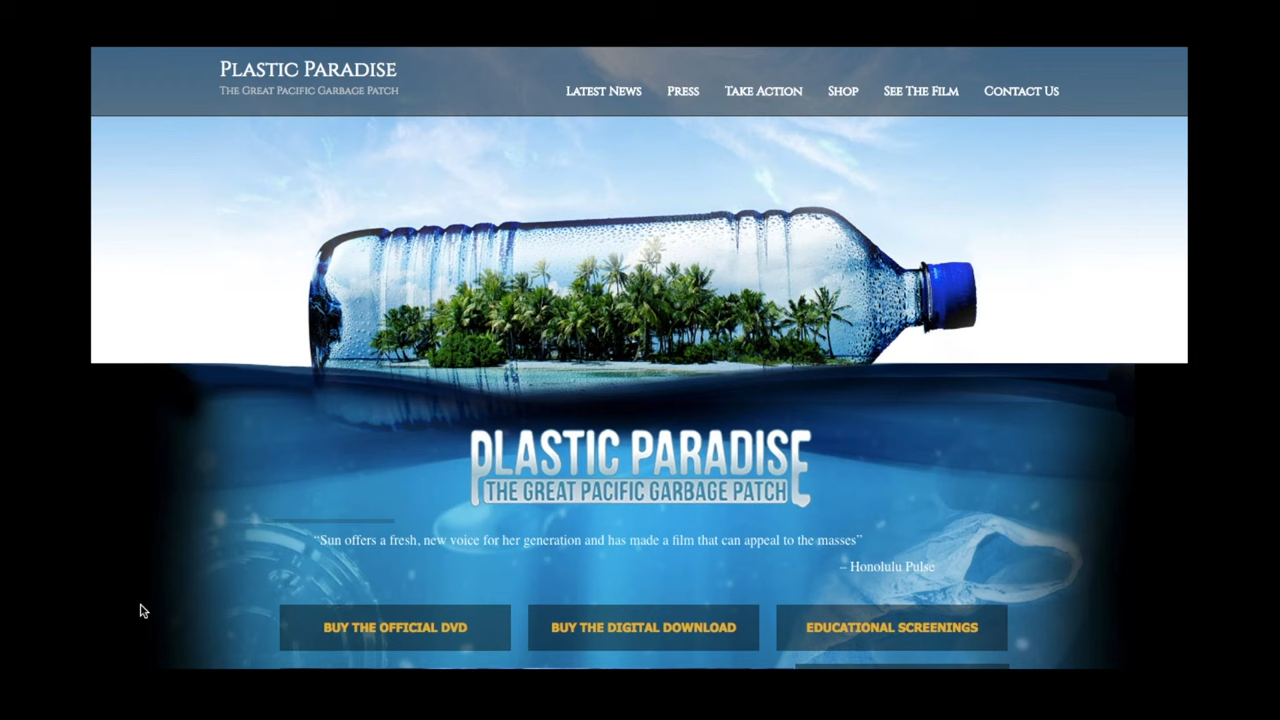 PLASTIC PARADISE
THE GREAT PACIFIC GARBAGE PATCH
LATEST NEWS PRESS TAKE ACTION SHOP SEE THE FILM CONTACT US
PLASTIC PARADISE
THE GREAT PACIFIC GARBAGE PATCH
“Sun offers a fresh, new voice for her generation and has made a film that can appeal to the masses”
– Honolulu Pulse
BUY THE OFFICIAL DVD BUY THE DIGITAL DOWNLOAD EDUCATIONAL SCREENINGS